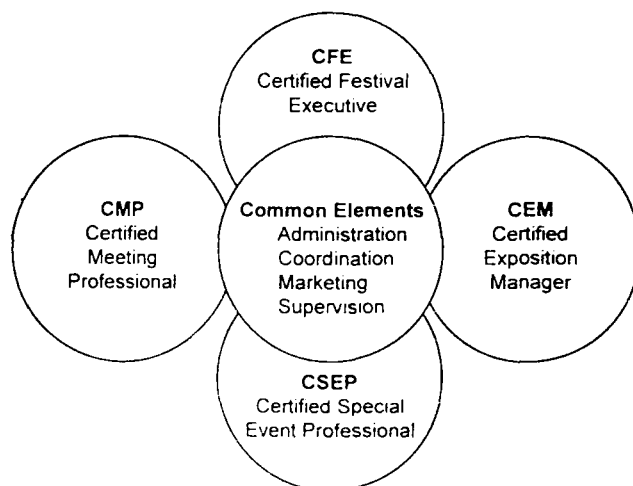 CFE
Certified Festival
Executive
CMP
Certified
Meeting
Professional
Common Elements
Administration
Coordination
Marketing
Supervision
CEM
Certified
Exposition
Manager
CSEP
Certified Special
Event Professional